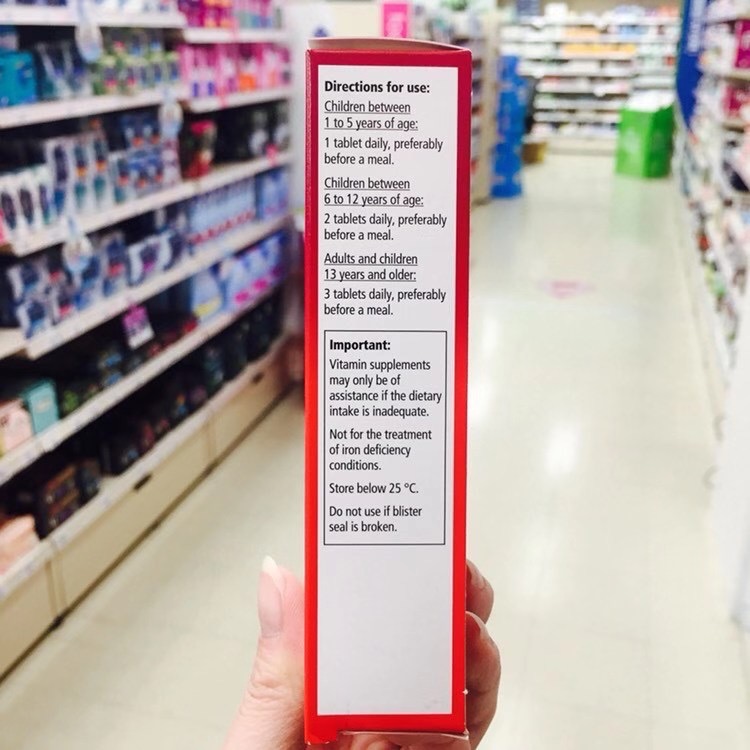 Directions for use:
Children between
1 to 5 years of age:
1 tablet daily, preferably
before a meal.
Children between
6 to 12 years of age:
2 tablets daily, preferably
before a meal.
Adults and children
13 years and older:
3 tablets daily, preferably
before a meal.
Important:
Vitamin supplements
may only be of
assistance if the dietary
intake is inadequate.
Not for the treatment
of iron deficiency
conditions.
Store below 25 °C.
Do not use if blister
seal is broken.